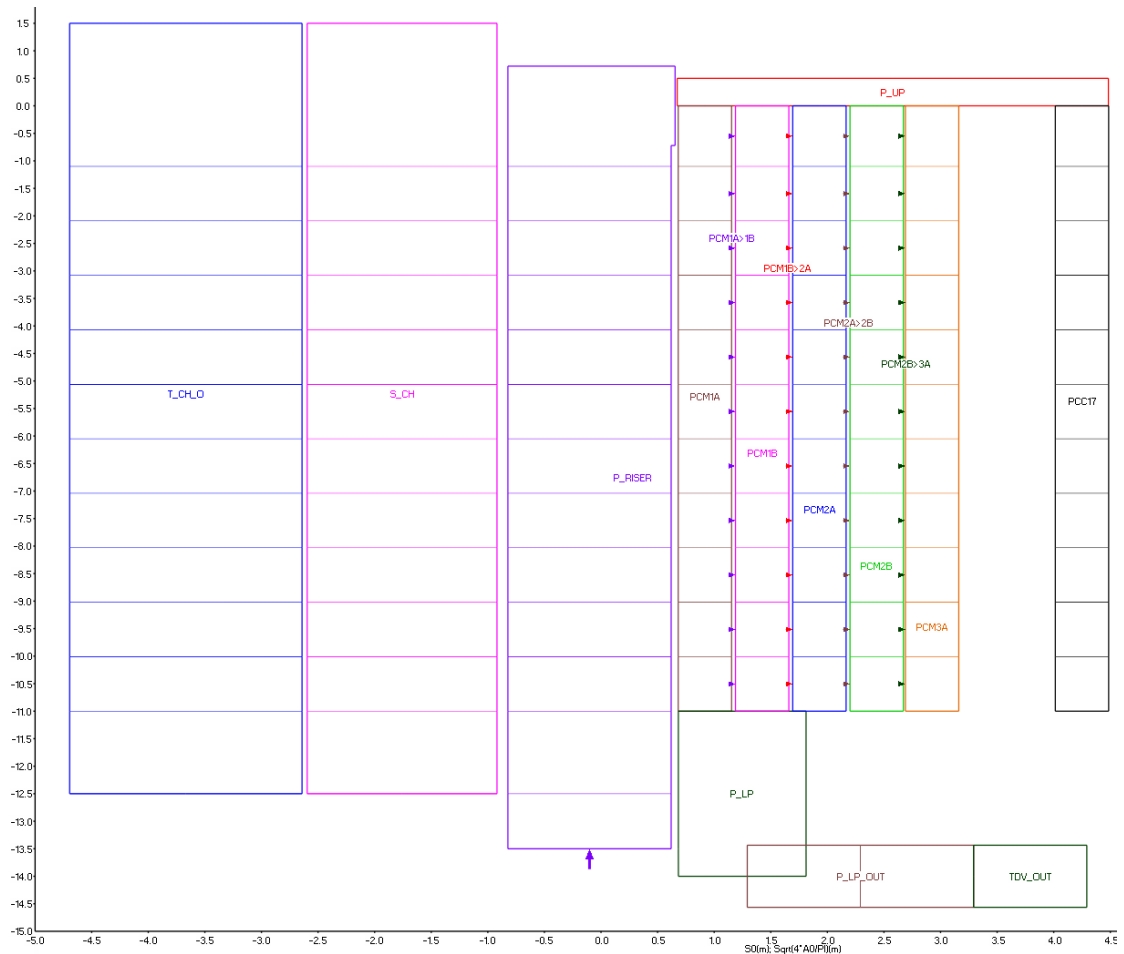 1.5
1.0
0.5
P_UP
0.0
-0.5
-1.0
-1.5
-2.0
PCM1A>1B
-2.5
PCM1B>2A
-3.0
-3.5
PCM2A>2B
-4.0
-4.5
PCM2B>3A
-5.0
T_CH_O
S_CH
PCM1A
PCC17
-5.5
-6.0
PCM1B
-6.5
P_RISER
-7.0
PCM2A
-7.5
-8.0
PCM2B
-8.5
-9.0
PCM3A
-9.5
-10.0
-10.5
-11.0
-11.5
-12.0
P_LP
-12.5
-13.0
-13.5
P_LP_OUT
TDV_OUT
-14.0
-14.5
-15.0
-5.0 -4.5 -4.0 -3.5 -3.0 -2.5 -2.0 -1.5 -1.0 -0.5 0.0 0.5 1.0 1.5 2.0 2.5 3.0 3.5 4.0 4.5
S0(m); Sqrt(4*A0/PI)(m)